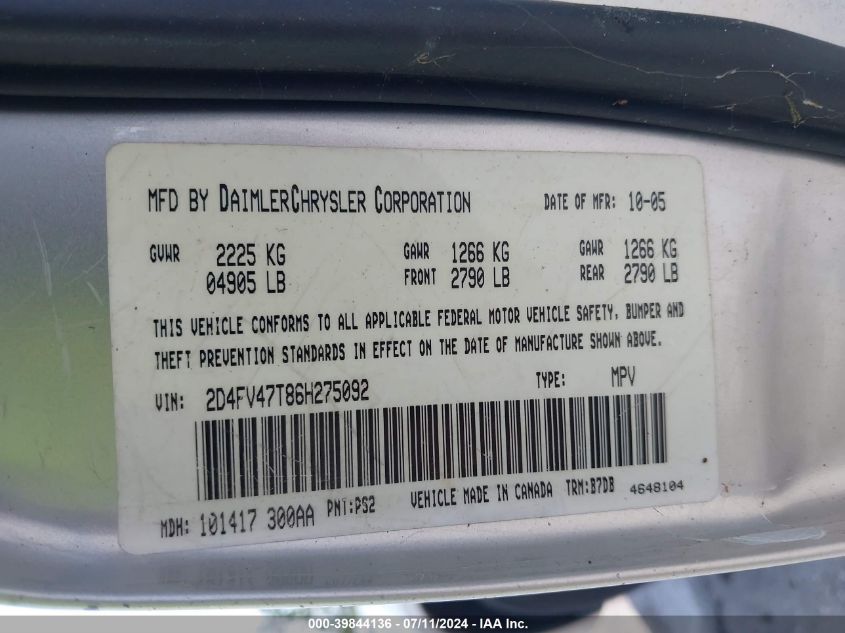 MFD BY DAIMLERCHRYSLER CORPORATION DATE OF MFR: 10-05
GVWR 2225 KG GAWR 1266 KG GAWR 1266 KG
04905 LB FRONT 2790 LB REAR 2790 LB
THIS VEHICLE CONFORMS TO ALL APPLICABLE FEDERAL MOTOR VEHICLE SAFETY, BUMPER AND
THEFT PREVENTION STANDARDS IN EFFECT ON THE DATE OF MANUFACTURE SHOWN ABOVE.
VIN: 2D4FV47T86H275092 TYPE: MPV
MDH: 101417 300AA PNT:PS2 VEHICLE MADE IN CANADA TRM:B7DB 4648104
000-39844136 - 07/11/2024 - IAA Inc.